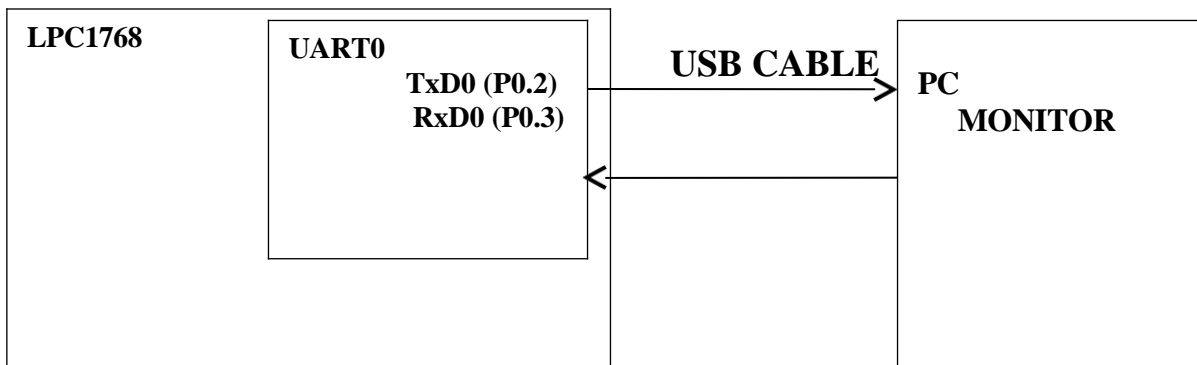 LPC1768
UART0
TxD0 (P0.2)
RxD0 (P0.3)
USB CABLE
PC
MONITOR